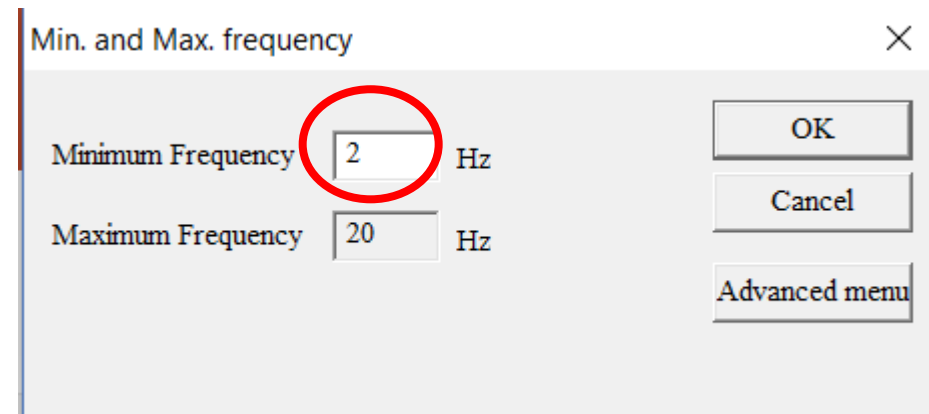 Min. and Max. frequency
Minimum Frequency 2 Hz
OK
Cancel
Maximum Frequency 20 Hz
Advanced menu